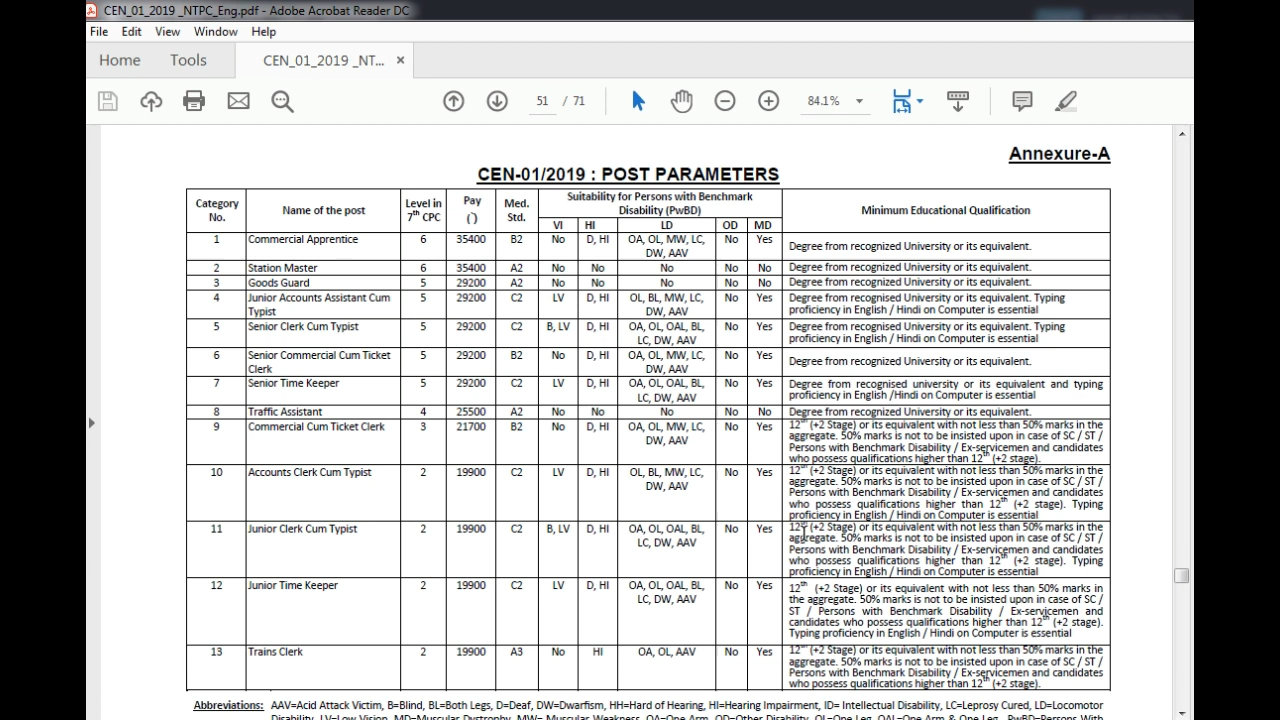 CEN_01_2019 _NTPC_Eng.pdf - Adobe Acrobat Reader DC
File Edit View Window Help
Home Tools CEN_01_2019 _NT... ×
51 / 71 84.1%
Annexure-A
CEN-01/2019 : POST PARAMETERS
Category No. Name of the post Level in 7th CPC Pay (`) Med. Std. Suitability for Persons with Benchmark Disability (PwBD) Minimum Educational Qualification
VI HI LD OD MD
1 Commercial Apprentice 6 35400 B2 No D, HI OA, OL, MW, LC, DW, AAV No Yes Degree from recognized University or its equivalent.
2 Station Master 6 35400 A2 No No No No No Degree from recognized University or its equivalent.
3 Goods Guard 5 29200 A2 No No No No No Degree from recognized University or its equivalent.
4 Junior Accounts Assistant Cum Typist 5 29200 C2 LV D, HI OL, BL, MW, LC, DW, AAV No Yes Degree from recognised University or its equivalent. Typing proficiency in English / Hindi on Computer is essential
5 Senior Clerk Cum Typist 5 29200 C2 B, LV D, HI OA, OL, OAL, BL, LC, DW, AAV No Yes Degree from recognised University or its equivalent. Typing proficiency in English / Hindi on Computer is essential
6 Senior Commercial Cum Ticket Clerk 5 29200 B2 No D, HI OA, OL, MW, LC, DW, AAV No Yes Degree from recognized University or its equivalent.
7 Senior Time Keeper 5 29200 C2 LV D, HI OA, OL, OAL, BL, LC, DW, AAV No Yes Degree from recognised university or its equivalent and typing proficiency in English /Hindi on Computer is essential
8 Traffic Assistant 4 25500 A2 No No No No No Degree from recognized University or its equivalent.
9 Commercial Cum Ticket Clerk 3 21700 B2 No D, HI OA, OL, MW, LC, DW, AAV No Yes 12th (+2 Stage) or its equivalent with not less than 50% marks in the aggregate. 50% marks is not to be insisted upon in case of SC / ST / Persons with Benchmark Disability / Ex-servicemen and candidates who possess qualifications higher than 12th (+2 stage).
10 Accounts Clerk Cum Typist 2 19900 C2 LV D, HI OL, BL, MW, LC, DW, AAV No Yes 12th (+2 Stage) or its equivalent with not less than 50% marks in the aggregate. 50% marks is not to be insisted upon in case of SC / ST / Persons with Benchmark Disability / Ex-servicemen and candidates who possess qualifications higher than 12th (+2 stage). Typing proficiency in English / Hindi on Computer is essential
11 Junior Clerk Cum Typist 2 19900 C2 B, LV D, HI OA, OL, OAL, BL, LC, DW, AAV No Yes 12th (+2 Stage) or its equivalent with not less than 50% marks in the aggregate. 50% marks is not to be insisted upon in case of SC / ST / Persons with Benchmark Disability / Ex-servicemen and candidates who possess qualifications higher than 12th (+2 stage). Typing proficiency in English / Hindi on Computer is essential
12 Junior Time Keeper 2 19900 C2 LV D, HI OA, OL, OAL, BL, LC, DW, AAV No Yes 12th (+2 Stage) or its equivalent with not less than 50% marks in the aggregate. 50% marks is not to be insisted upon in case of SC / ST / Persons with Benchmark Disability / Ex-servicemen and candidates who possess qualifications higher than 12th (+2 stage). Typing proficiency in English / Hindi on Computer is essential
13 Trains Clerk 2 19900 A3 No HI OA, OL, AAV No Yes 12th (+2 Stage) or its equivalent with not less than 50% marks in the aggregate. 50% marks is not to be insisted upon in case of SC / ST / Persons with Benchmark Disability / Ex-servicemen and candidates who possess qualifications higher than 12th (+2 stage).
Abbreviations: AAV=Acid Attack Victim, B=Blind, BL=Both Legs, D=Deaf, DW=Dwarfism, HH=Hard of Hearing, HI=Hearing Impairment, ID= Intellectual Disability, LC=Leprosy Cured, LD=Locomotor
Disability, LV=Low Vision, MD=Muscular Dystrophy, MW= Muscular Weakness, OA=One Arm, OD=Other Disability, OL=One Leg, OAL=One Arm & One Leg, PwBD=Persons With